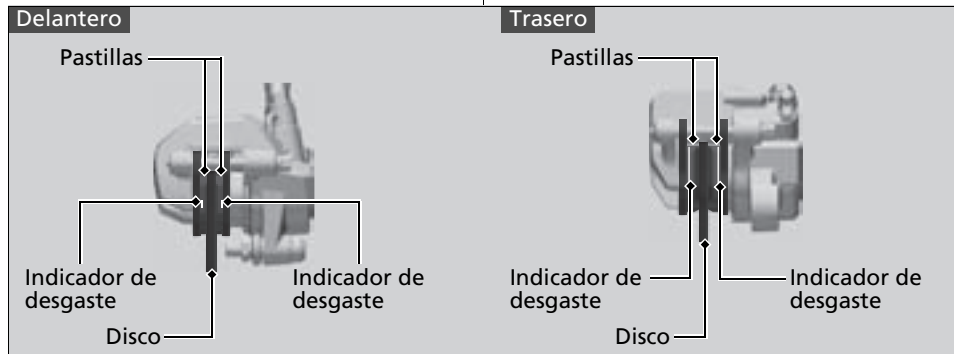 Delantero
Pastillas
Indicador de
desgaste
Indicador de
desgaste
Disco
Trasero
Pastillas
Indicador de
desgaste
Indicador de
desgaste
Disco